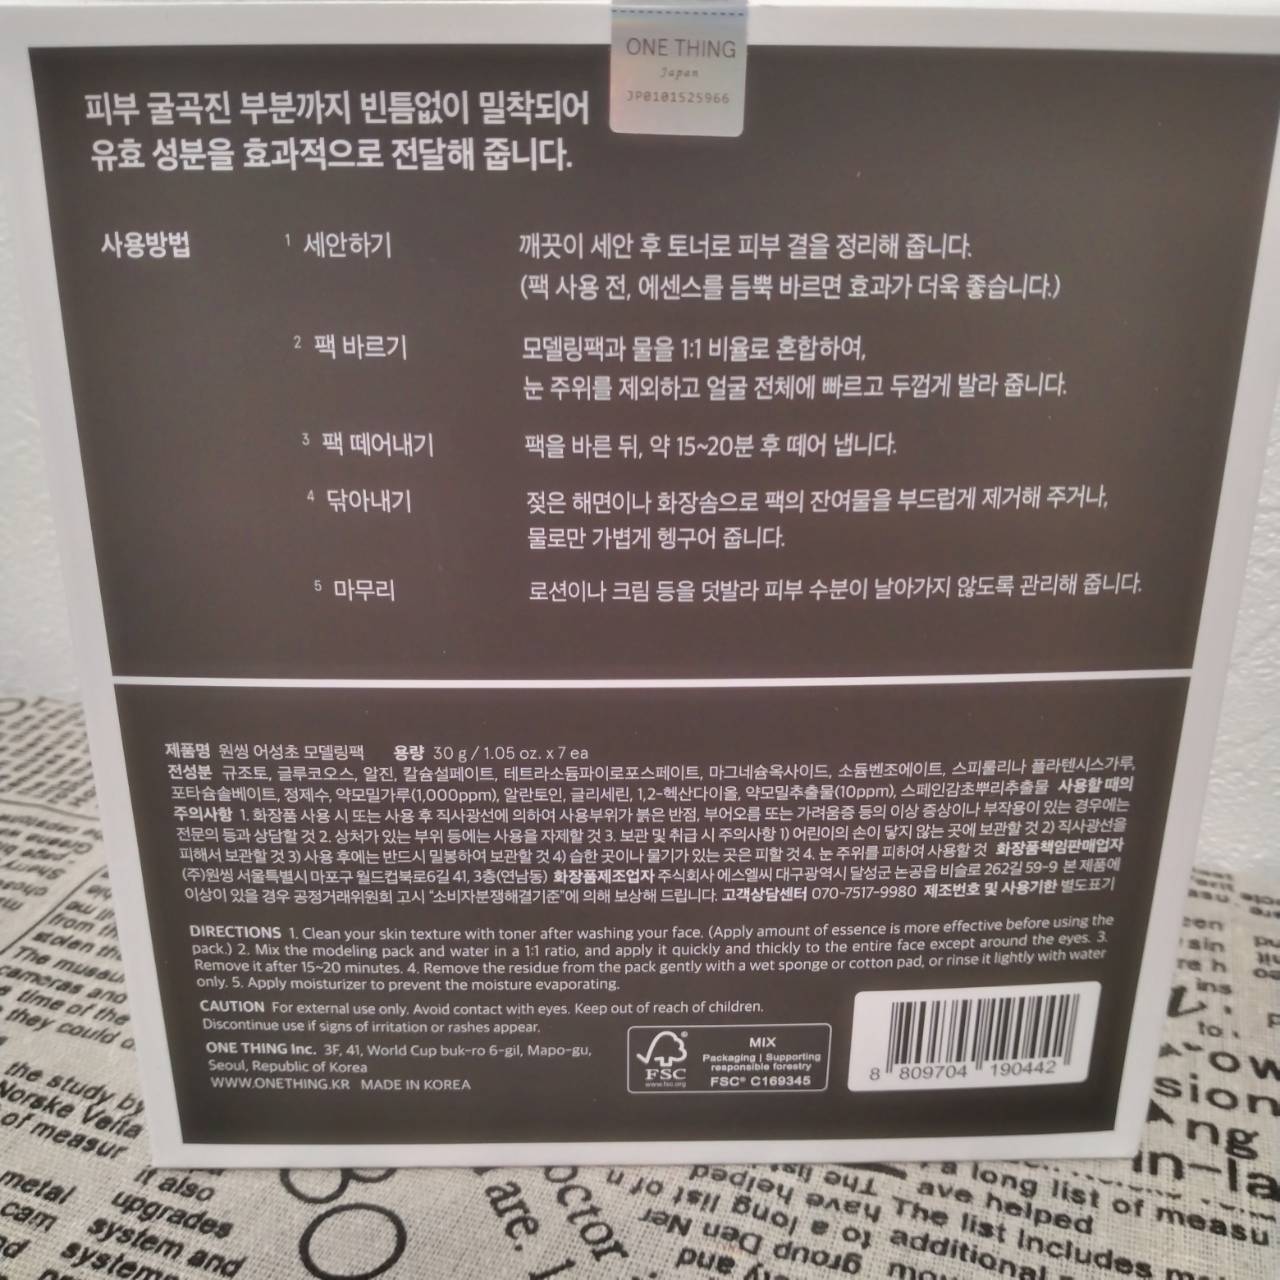 ONE THING
Japan
JP0101525966
피부 굴곡진 부분까지 빈틈없이 밀착되어
유효 성분을 효과적으로 전달해 줍니다.
사용방법
1 세안하기
깨끗이 세안 후 토너로 피부 결을 정리해 줍니다.
(팩 사용 전, 에센스를 듬뿍 바르면 효과가 더욱 좋습니다.)
2 팩 바르기
모델링팩과 물을 1:1 비율로 혼합하여,
눈 주위를 제외하고 얼굴 전체에 빠르고 두껍게 발라 줍니다.
3 팩 떼어내기
팩을 바른 뒤, 약 15~20분 후 떼어 냅니다.
4 닦아내기
젖은 해면이나 화장솜으로 팩의 잔여물을 부드럽게 제거해 주거나,
물로만 가볍게 헹구어 줍니다.
5 마무리
로션이나 크림 등을 덧발라 피부 수분이 날아가지 않도록 관리해 줍니다.
제품명 원씽 어성초 모델링팩 용량 30 g / 1.05 oz. x 7 ea
전성분 규조토, 글루코오스, 알진, 칼슘설페이트, 테트라소듐파이로포스페이트, 마그네슘옥사이드, 소듐벤조에이트, 스피룰리나 플라텐시스가루,
포타슘솔베이트, 정제수, 약모밀가루(1,000ppm), 알란토인, 글리세린, 1,2-헥산다이올, 약모밀추출물(10ppm), 스페인감초뿌리추출물 사용할 때의
주의사항 1. 화장품 사용 시 또는 사용 후 직사광선에 의하여 사용부위가 붉은 반점, 부어오름 또는 가려움증 등의 이상 증상이나 부작용이 있는 경우에는
전문의 등과 상담할 것 2. 상처가 있는 부위 등에는 사용을 자제할 것 3. 보관 및 취급 시 주의사항 1) 어린이의 손이 닿지 않는 곳에 보관할 것 2) 직사광선을
피해서 보관할 것 3) 사용 후에는 반드시 밀봉하여 보관할 것 4) 습한 곳이나 물기가 있는 곳은 피할 것 4. 눈 주위를 피하여 사용할 것 화장품책임판매업자
(주)원씽 서울특별시 마포구 월드컵북로6길 41, 3층(연남동) 화장품제조업자 주식회사 에스엘씨 대구광역시 달성군 논공읍 비슬로 262길 59-9 본 제품에
이상이 있을 경우 공정거래위원회 고시 "소비자분쟁해결기준"에 의해 보상해 드립니다. 고객상담센터 070-7517-9980 제조번호 및 사용기한 별도표기
DIRECTIONS 1. Clean your skin texture with toner after washing your face. (Apply amount of essence is more effective before using the
pack.) 2. Mix the modeling pack and water in a 1:1 ratio, and apply it quickly and thickly to the entire face except around the eyes. 3.
Remove it after 15~20 minutes. 4. Remove the residue from the pack gently with a wet sponge or cotton pad, or rinse it lightly with water
only. 5. Apply moisturizer to prevent the moisture evaporating.
CAUTION For external use only. Avoid contact with eyes. Keep out of reach of children.
Discontinue use if signs of irritation or rashes appear.
ONE THING Inc. 3F, 41, World Cup buk-ro 6-gil, Mapo-gu,
Seoul, Republic of Korea
WWW.ONETHING.KR MADE IN KOREA
FSC
www.fsc.org
MIX
Packaging | Supporting
responsible forestry
FSC® C169345
8 809704 190442
the study by
Norske Verta
of measur
it also
metal upgrades
cam system and
octor
are.
a long list of measu
ave helped
The list includes m
additional